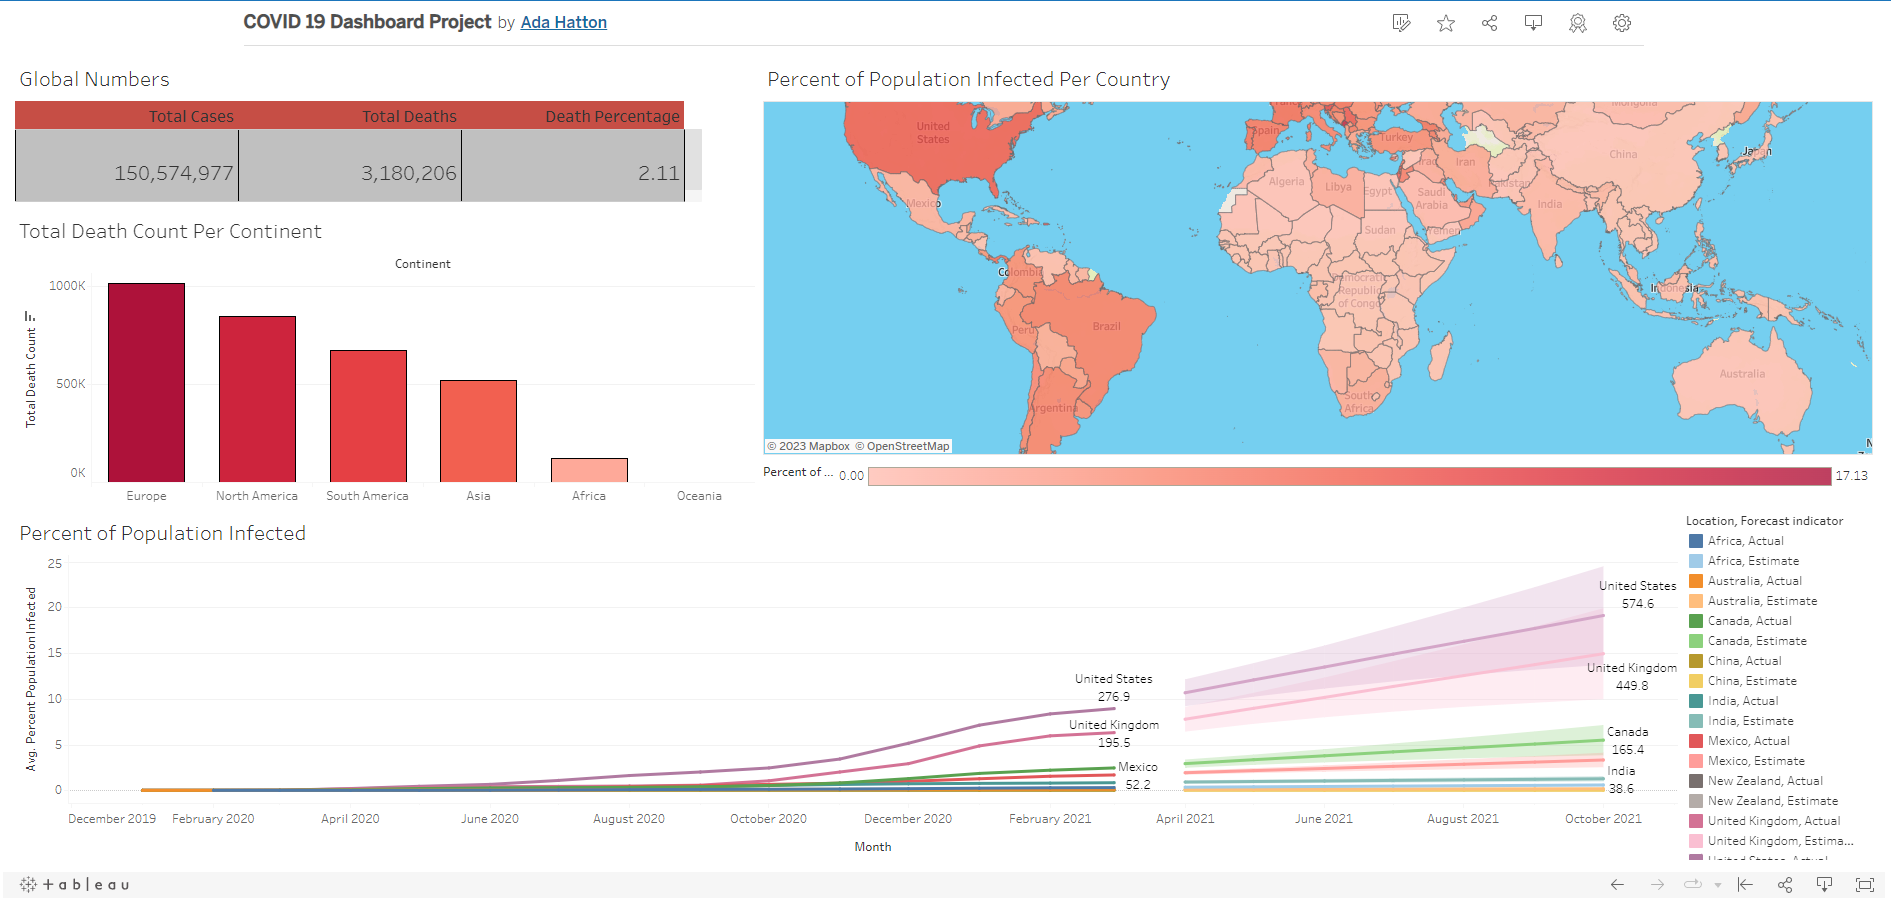 COVID 19 Dashboard Project by Ada Hatton
Global Numbers
Total Cases Total Deaths Death Percentage
150,574,977 3,180,206 2.11
Total Death Count Per Continent
Continent
Total Death Count
1000K
500K
0K
Europe North America South America Asia Africa Oceania
Percent of Population Infected Per Country
United States
Mexico
Colombia
Peru
Brazil
Argentina
Spain
Turkey
Algeria
Libya
Egypt
Iraq
Iran
Saudi Arabia
Yemen
Sudan
Democratic Republic of Congo
South Africa
Pakistan
India
China
Mongolia
Japan
Indonesia
Australia
© 2023 Mapbox © OpenStreetMap
Percent of ... 0.00 17.13
Percent of Population Infected
Avg. Percent Population Infected
25
20
15
10
5
0
United States
276.9
United Kingdom
195.5
Mexico
52.2
United States
574.6
United Kingdom
449.8
Canada
165.4
India
38.6
December 2019 February 2020 April 2020 June 2020 August 2020 October 2020 December 2020 February 2021 April 2021 June 2021 August 2021 October 2021
Month
Location, Forecast indicator
Africa, Actual
Africa, Estimate
Australia, Actual
Australia, Estimate
Canada, Actual
Canada, Estimate
China, Actual
China, Estimate
India, Actual
India, Estimate
Mexico, Actual
Mexico, Estimate
New Zealand, Actual
New Zealand, Estimate
United Kingdom, Actual
United Kingdom, Estima...
United States, Actual
+ a b | e a u